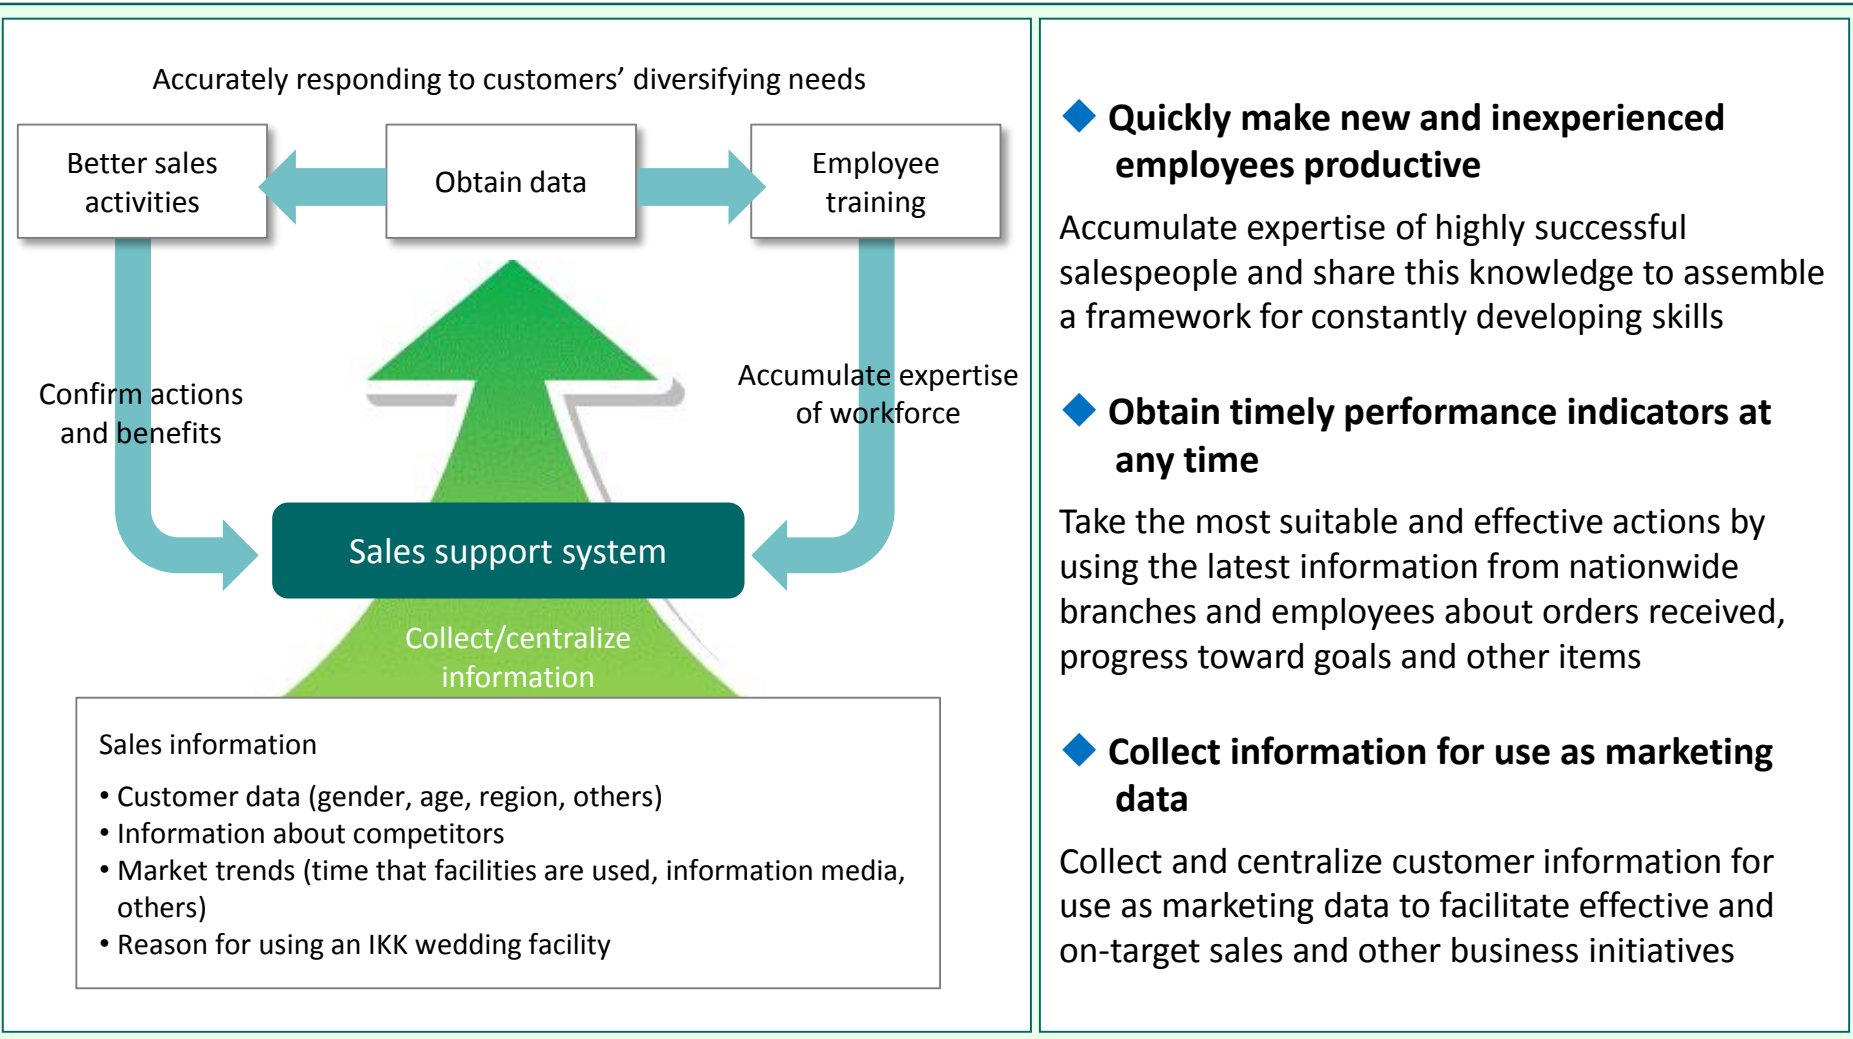 Accurately responding to customers’ diversifying needs
Better sales
activities
Obtain data
Employee
training
Confirm actions
and benefits
Accumulate expertise
of workforce
Sales support system
Collect/centralize
information
Sales information
• Customer data (gender, age, region, others)
• Information about competitors
• Market trends (time that facilities are used, information media,
others)
• Reason for using an IKK wedding facility
◆ Quickly make new and inexperienced
employees productive
Accumulate expertise of highly successful
salespeople and share this knowledge to assemble
a framework for constantly developing skills
◆ Obtain timely performance indicators at
any time
Take the most suitable and effective actions by
using the latest information from nationwide
branches and employees about orders received,
progress toward goals and other items
◆ Collect information for use as marketing
data
Collect and centralize customer information for
use as marketing data to facilitate effective and
on-target sales and other business initiatives